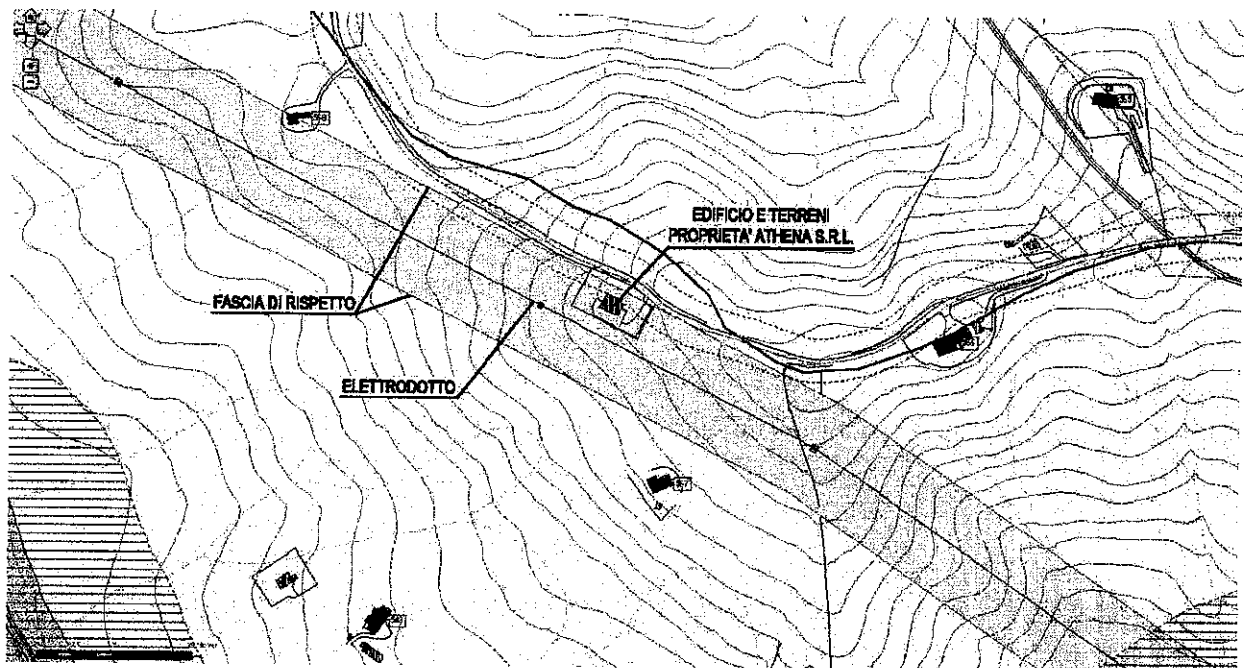 EDIFICIO E TERRENI
PROPRIETA' ATHENA S.R.L.
FASCIA DI RISPETTO
ELETTRODOTTO